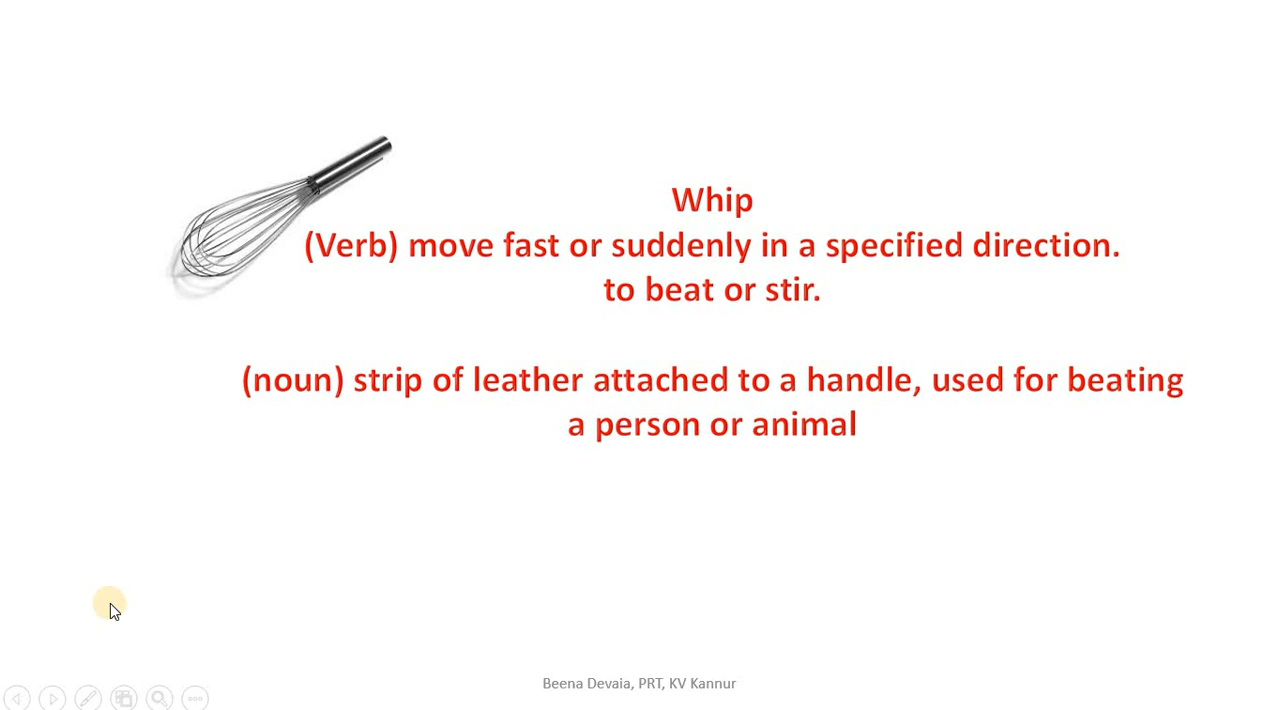 Whip
(Verb) move fast or suddenly in a specified direction.
to beat or stir.
(noun) strip of leather attached to a handle, used for beating
a person or animal
Beena Devaia, PRT, KV Kannur